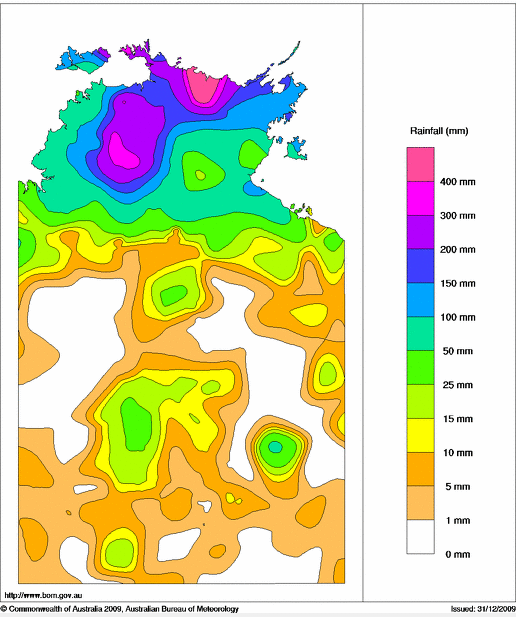 Rainfall (mm)
400 mm
300 mm
200 mm
150 mm
100 mm
50 mm
25 mm
15 mm
10 mm
5 mm
1 mm
0 mm
http://www.bom.gov.au
© Commonwealth of Australia 2009, Australian Bureau of Meteorology
Issued: 31/12/2009